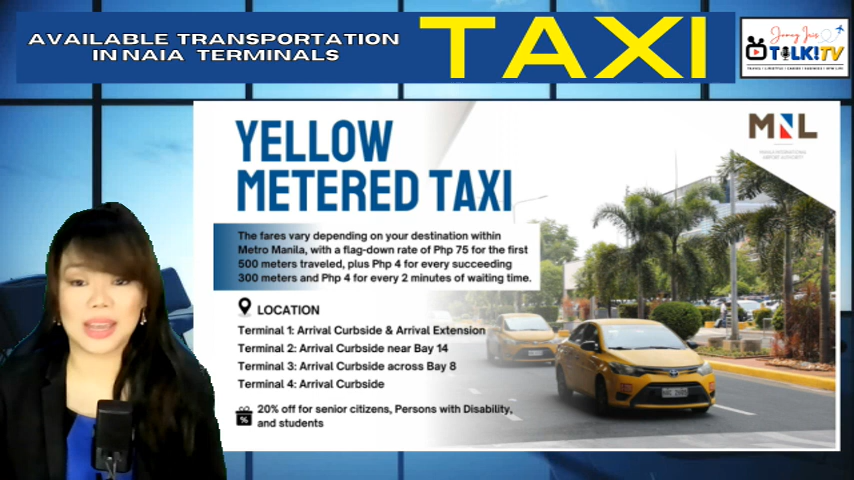 AVAILABLE TRANSPORTATION
IN NAIA TERMINALS
TAXI
TALK!TV
MNL
YELLOW
METERED TAXI
The fares vary depending on your destination within
Metro Manila, with a flag-down rate of Php 75 for the first
500 meters traveled, plus Php 4 for every succeeding
300 meters and Php 4 for every 2 minutes of waiting time.
LOCATION
Terminal 1: Arrival Curbside & Arrival Extension
Terminal 2: Arrival Curbside near Bay 14
Terminal 3: Arrival Curbside across Bay 8
Terminal 4: Arrival Curbside
%
20% off for senior citizens, Persons with Disability,
and students